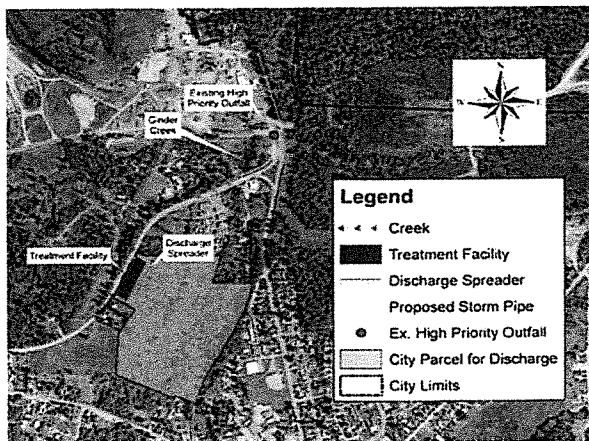 Existing High
Priority Outfall
Ginder
Creek
Treatment Facility
Discharge
Spreader
N
W
E
S
Legend
Creek
Treatment Facility
Discharge Spreader
Proposed Storm Pipe
Ex. High Priority Outfall
City Parcel for Discharge
City Limits